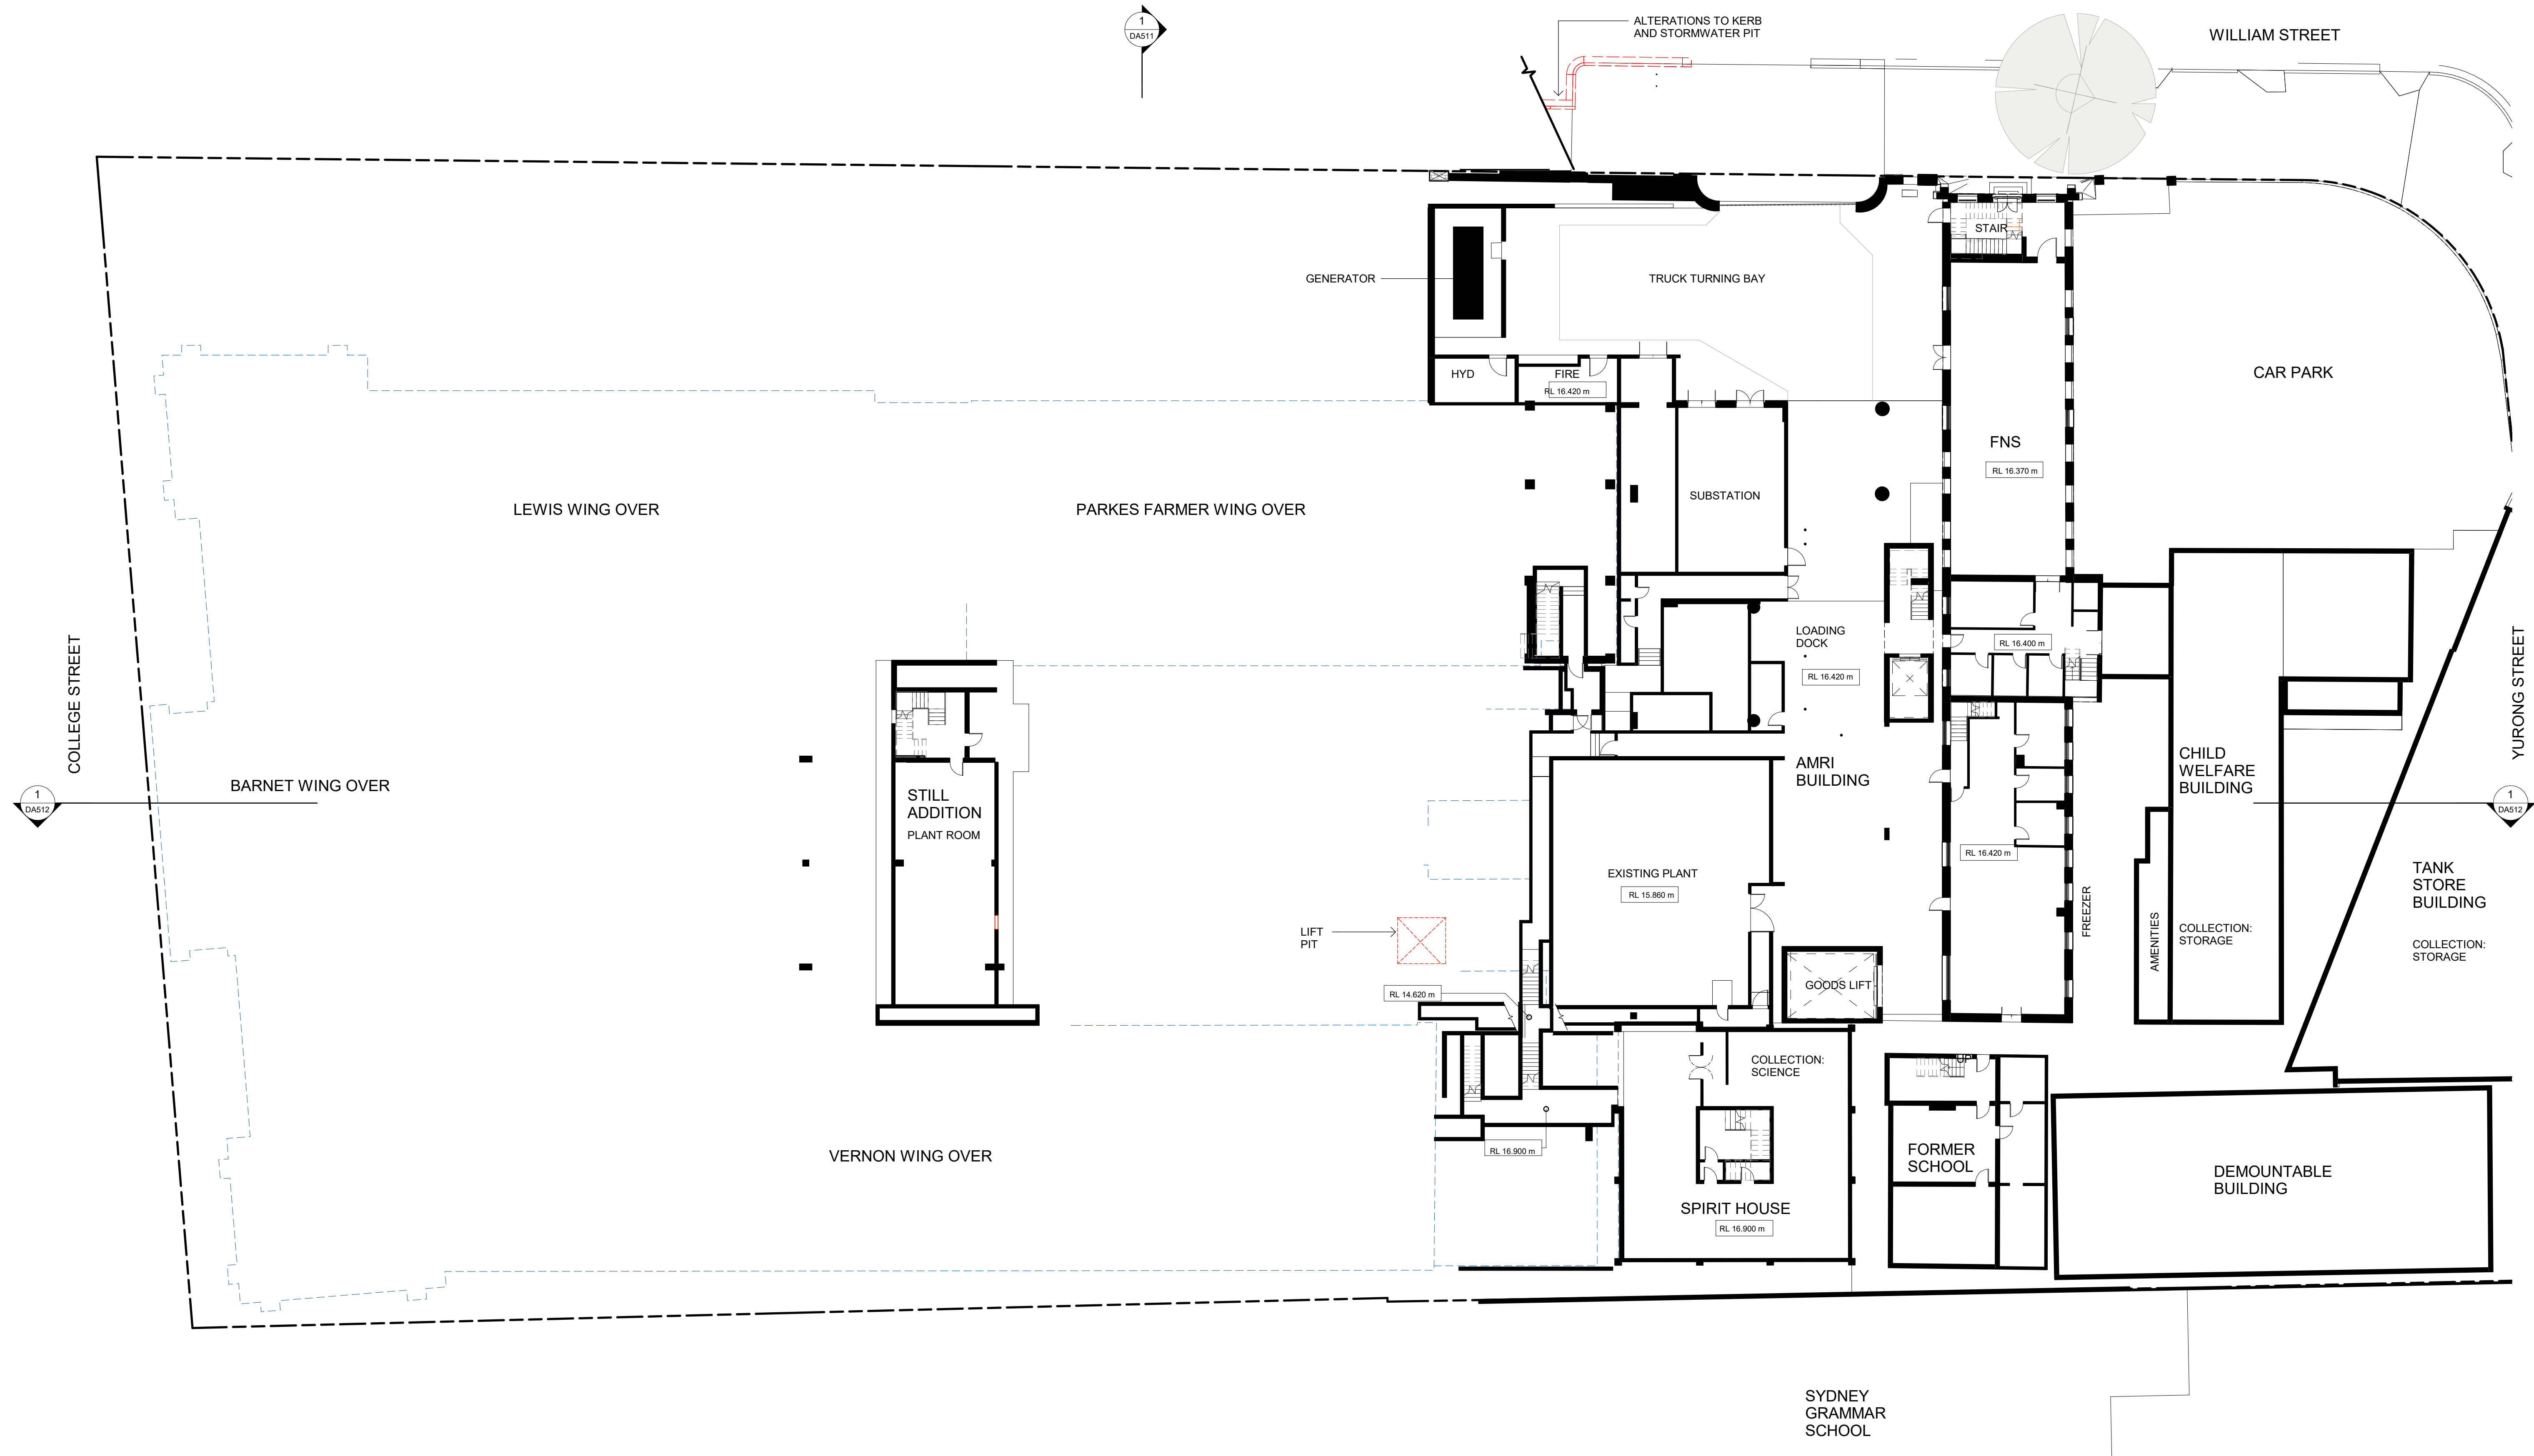 1
DA511
ALTERATIONS TO KERB
AND STORMWATER PIT
WILLIAM STREET
STAIR
GENERATOR
TRUCK TURNING BAY
HYD
FIRE
RL 16.420 m
CAR PARK
FNS
RL 16.370 m
LEWIS WING OVER
PARKES FARMER WING OVER
SUBSTATION
LOADING
DOCK
RL 16.420 m
RL 16.400 m
COLLEGE STREET
YURONG STREET
BARNET WING OVER
1
DA512
STILL
ADDITION
PLANT ROOM
AMRI
BUILDING
CHILD
WELFARE
BUILDING
1
DA512
RL 16.420 m
EXISTING PLANT
RL 15.860 m
TANK
STORE
BUILDING
FREEZER
AMENITIES
COLLECTION:
STORAGE
COLLECTION:
STORAGE
LIFT
PIT
GOODS LIFT
RL 14.620 m
COLLECTION:
SCIENCE
VERNON WING OVER
RL 16.900 m
FORMER
SCHOOL
DEMOUNTABLE
BUILDING
SPIRIT HOUSE
RL 16.900 m
SYDNEY
GRAMMAR
SCHOOL